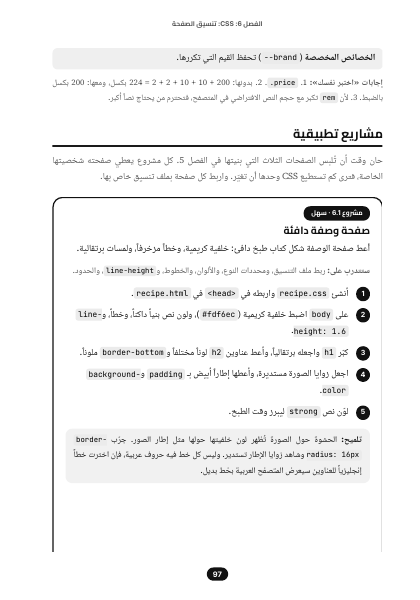 الفصل 6: CSS: تنسيق الصفحة
الخصائص المخصصة ( --brand ) تحفظ القيم التي تكررها.
إجابات «اختبر نفسك»: 1. .price . 2. بدونها: 200 + 10 + 10 + 2 + 2 = 224 بكسل، ومعها: 200 بكسل
بالضبط. 3. لأن rem تكبر مع حجم النص الافتراضي في المتصفح، فتحترم من يحتاج نصاً أكبر.
مشاريع تطبيقية
حان وقت أن تُلبس الصفحات الثلاث التي بنيتها في الفصل 5. كل مشروع يعطي صفحته شخصيتها
الخاصة، فترى كم تستطيع CSS وحدها أن تغيّر. واربط كل صفحة بملف تنسيق خاص بها.
مشروع 6.1 · سهل
صفحة وصفة دافئة
أعط صفحة الوصفة شكل كتاب طبخ دافئ: خلفية كريمية، وخطاً مزخرفاً، ولمسات برتقالية.
ستتدرب على: ربط ملف التنسيق، ومحددات النوع، والألوان، والخطوط، و line-height، والحدود.
1 أنشئ recipe.css واربطه في <head> في recipe.html .
2 على body اضبط خلفية كريمية ( #fdf6ec )، ولون نص بنياً داكناً، وخطاً، و line-
height: 1.6.
3 كبّر h1 واجعله برتقالياً، وأعط عناوين h2 لوناً مختلفاً و border-bottom ملوناً.
4 اجعل زوايا الصورة مستديرة، وأعطها إطاراً أبيض بـ padding و background-
color.
5 لوّن نص strong ليبرز وقت الطبخ.
تلميح: الحشوة حول الصورة تُظهر لون خلفيتها حولها مثل إطار الصور. جرّب border-
radius: 16px وشاهد زوايا الإطار تستدير. وليس كل خط فيه حروف عربية، فإن اخترت خطاً
إنجليزياً للعناوين سيعرض المتصفح العربية بخط بديل.
97